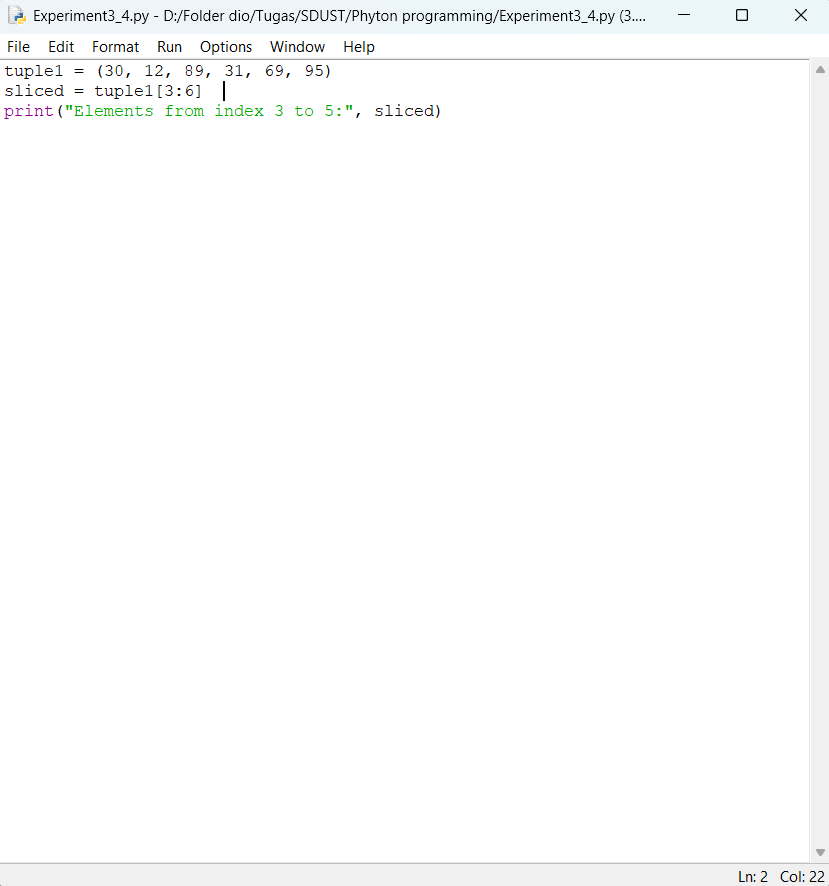 Experiment3_4.py - D:/Folder dio/Tugas/SDUST/Phyton programming/Experiment3_4.py (3....
File Edit Format Run Options Window Help
tuple1 = (30, 12, 89, 31, 69, 95)
sliced = tuple1[3:6]
print("Elements from index 3 to 5:", sliced)
Ln: 2 Col: 22